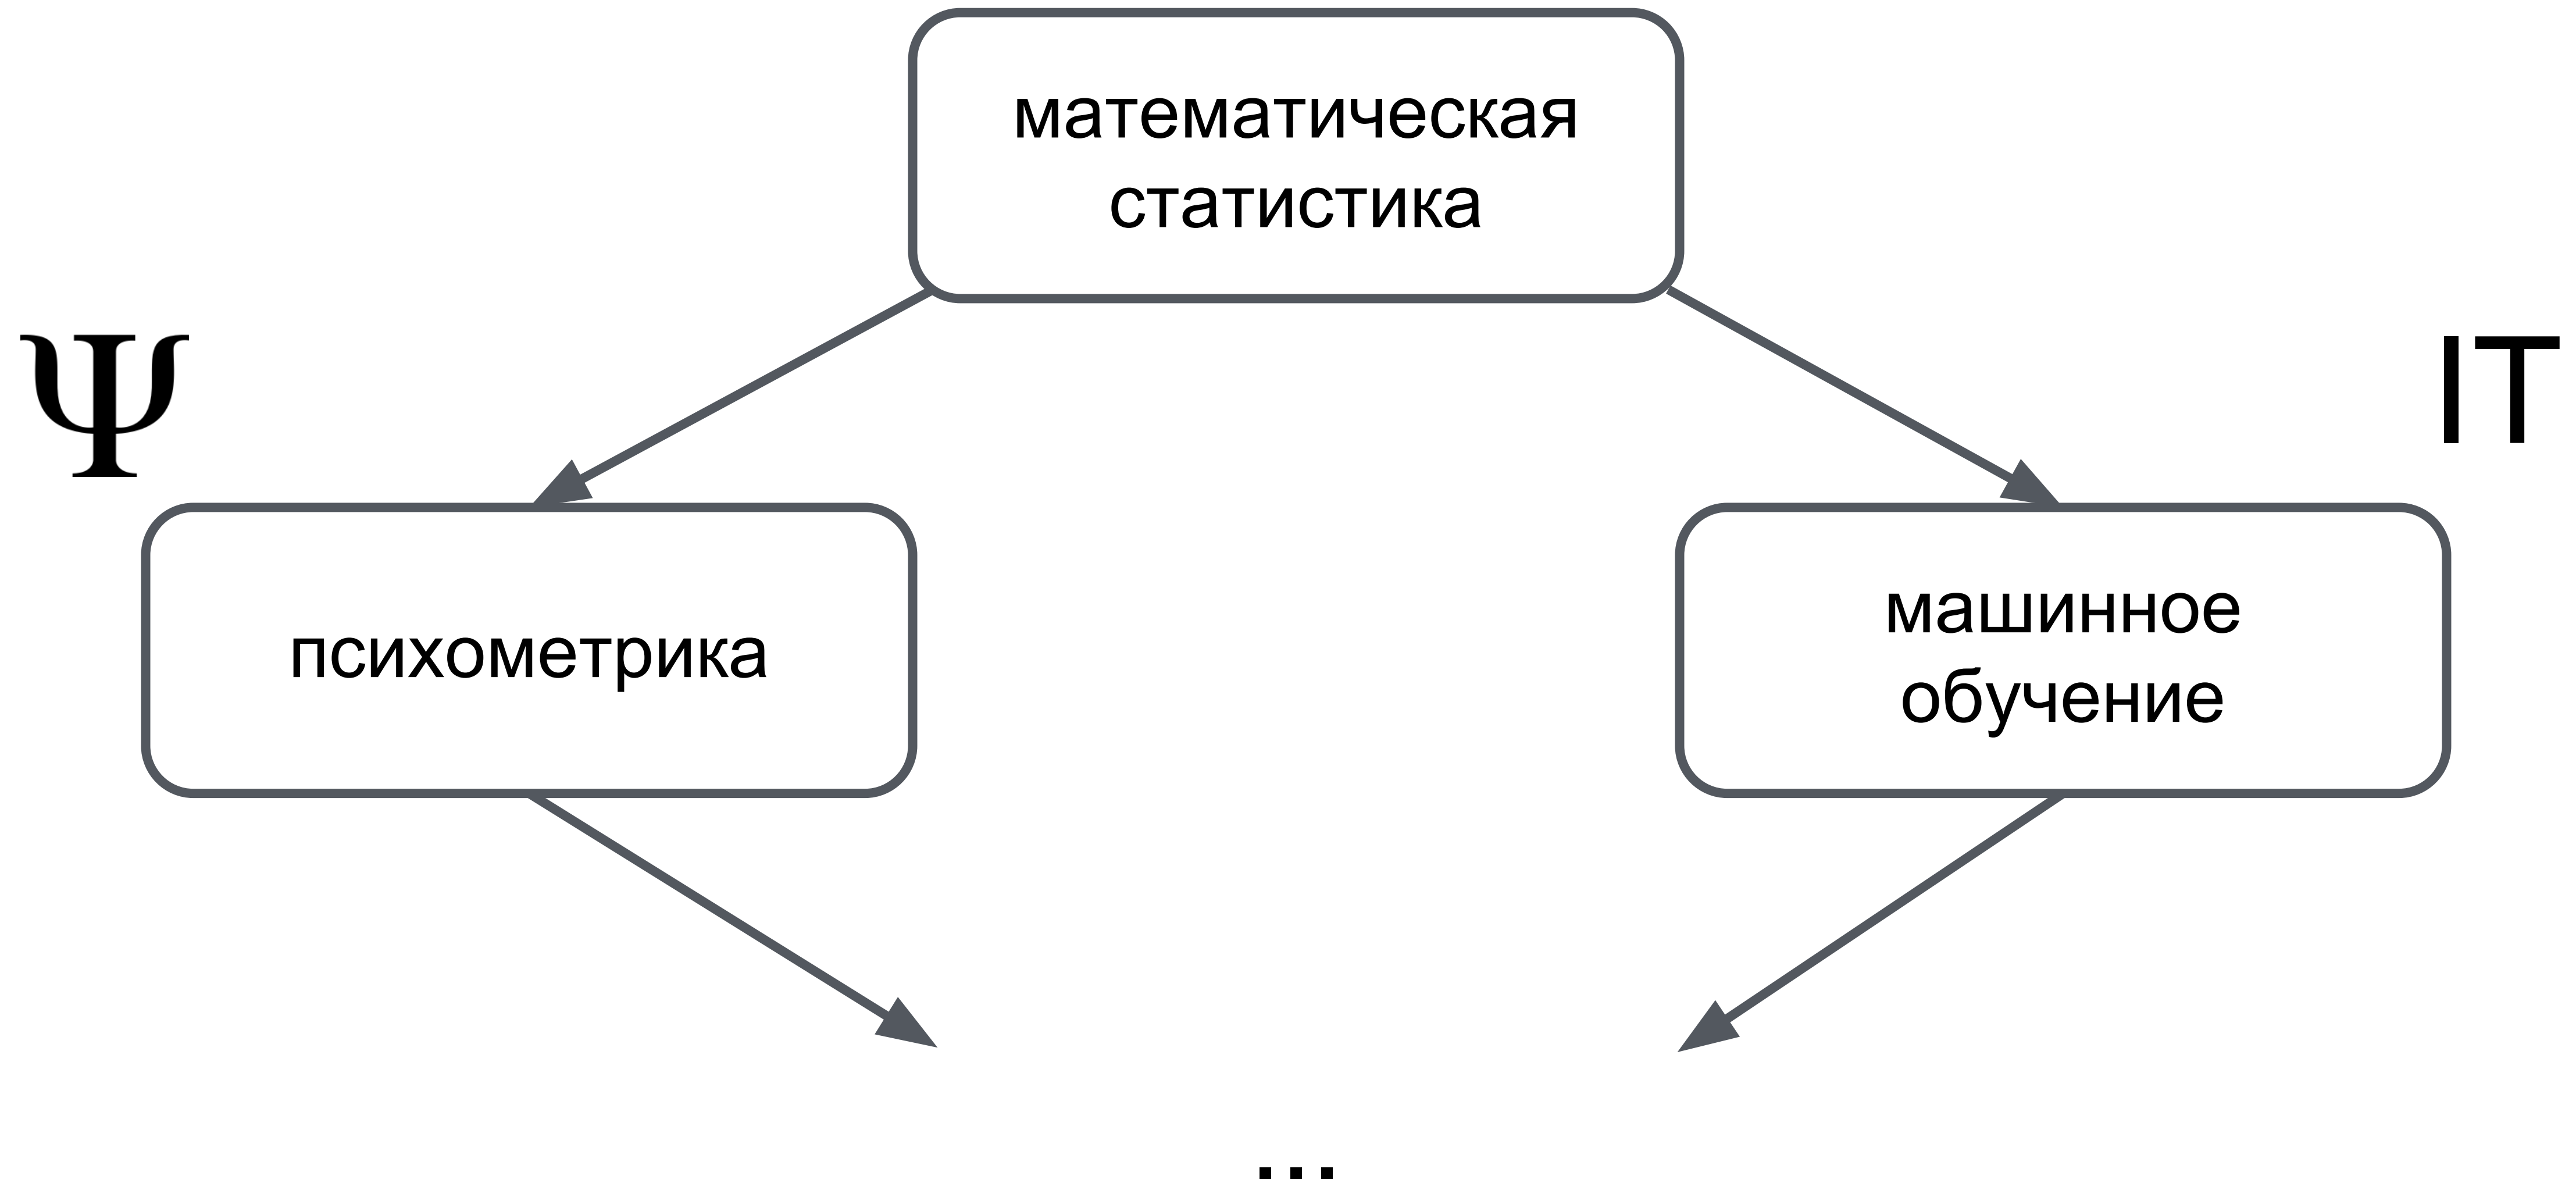 математическая
статистика
Ψ
IT
психометрика
машинное
обучение
...